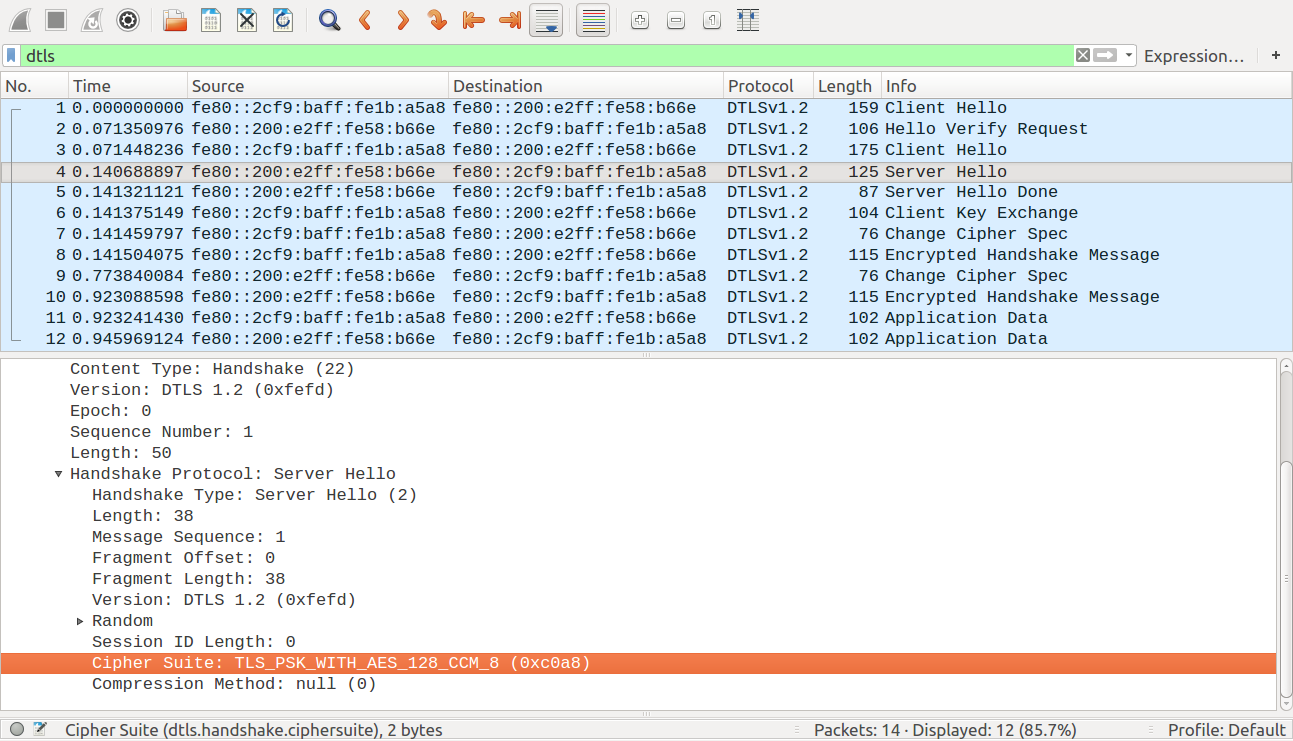 dtls
Expression…
+
No. Time Source Destination Protocol Length Info
1 0.000000000 fe80::2cf9:baff:fe1b:a5a8 fe80::200:e2ff:fe58:b66e DTLSv1.2 159 Client Hello
2 0.071350976 fe80::200:e2ff:fe58:b66e fe80::2cf9:baff:fe1b:a5a8 DTLSv1.2 106 Hello Verify Request
3 0.071448236 fe80::2cf9:baff:fe1b:a5a8 fe80::200:e2ff:fe58:b66e DTLSv1.2 175 Client Hello
4 0.140688897 fe80::200:e2ff:fe58:b66e fe80::2cf9:baff:fe1b:a5a8 DTLSv1.2 125 Server Hello
5 0.141321121 fe80::200:e2ff:fe58:b66e fe80::2cf9:baff:fe1b:a5a8 DTLSv1.2 87 Server Hello Done
6 0.141375149 fe80::2cf9:baff:fe1b:a5a8 fe80::200:e2ff:fe58:b66e DTLSv1.2 104 Client Key Exchange
7 0.141459797 fe80::2cf9:baff:fe1b:a5a8 fe80::200:e2ff:fe58:b66e DTLSv1.2 76 Change Cipher Spec
8 0.141504075 fe80::2cf9:baff:fe1b:a5a8 fe80::200:e2ff:fe58:b66e DTLSv1.2 115 Encrypted Handshake Message
9 0.773840084 fe80::200:e2ff:fe58:b66e fe80::2cf9:baff:fe1b:a5a8 DTLSv1.2 76 Change Cipher Spec
10 0.923088598 fe80::200:e2ff:fe58:b66e fe80::2cf9:baff:fe1b:a5a8 DTLSv1.2 115 Encrypted Handshake Message
11 0.923241430 fe80::2cf9:baff:fe1b:a5a8 fe80::200:e2ff:fe58:b66e DTLSv1.2 102 Application Data
12 0.945969124 fe80::200:e2ff:fe58:b66e fe80::2cf9:baff:fe1b:a5a8 DTLSv1.2 102 Application Data
Content Type: Handshake (22)
Version: DTLS 1.2 (0xfefd)
Epoch: 0
Sequence Number: 1
Length: 50
Handshake Protocol: Server Hello
Handshake Type: Server Hello (2)
Length: 38
Message Sequence: 1
Fragment Offset: 0
Fragment Length: 38
Version: DTLS 1.2 (0xfefd)
Random
Session ID Length: 0
Cipher Suite: TLS_PSK_WITH_AES_128_CCM_8 (0xc0a8)
Compression Method: null (0)
Cipher Suite (dtls.handshake.ciphersuite), 2 bytes
Packets: 14 · Displayed: 12 (85.7%)
Profile: Default